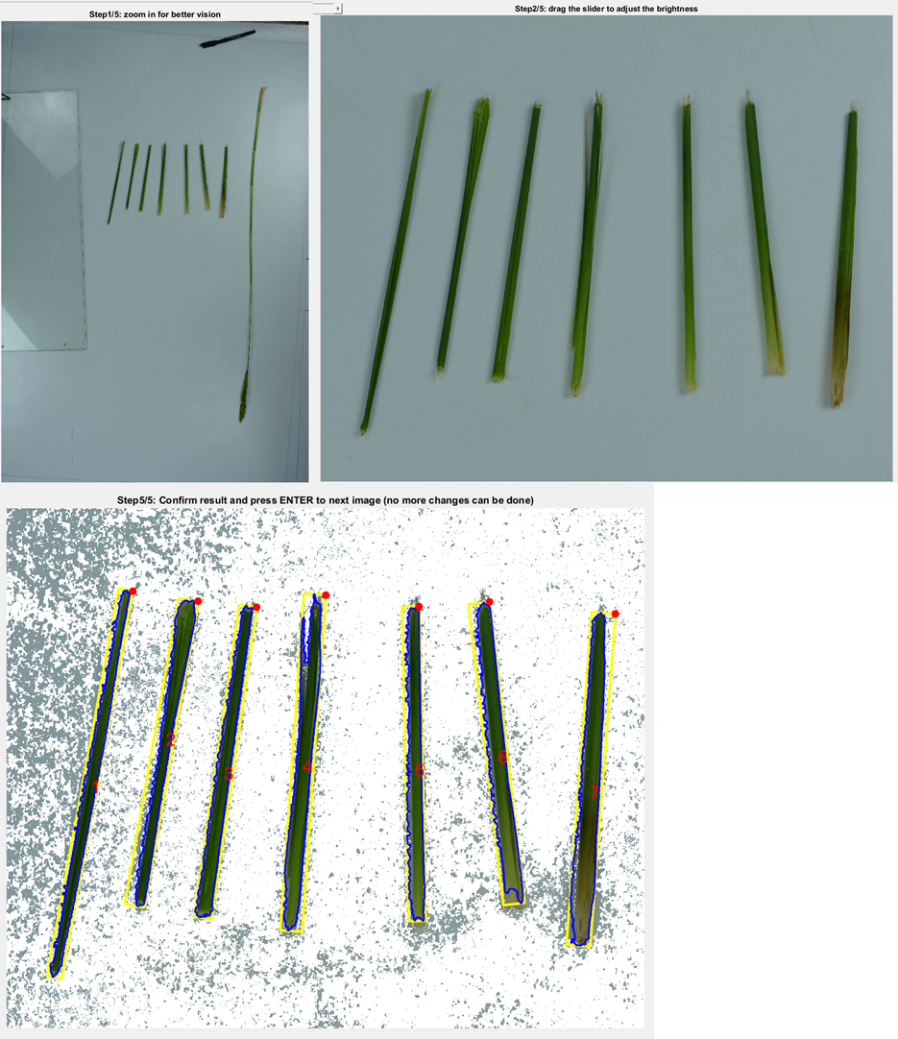 Step1/5: zoom in for better vision
Step2/5: drag the slider to adjust the brightness
Step5/5: Confirm result and press ENTER to next image (no more changes can be done)
1
2
3
4
5
6
7